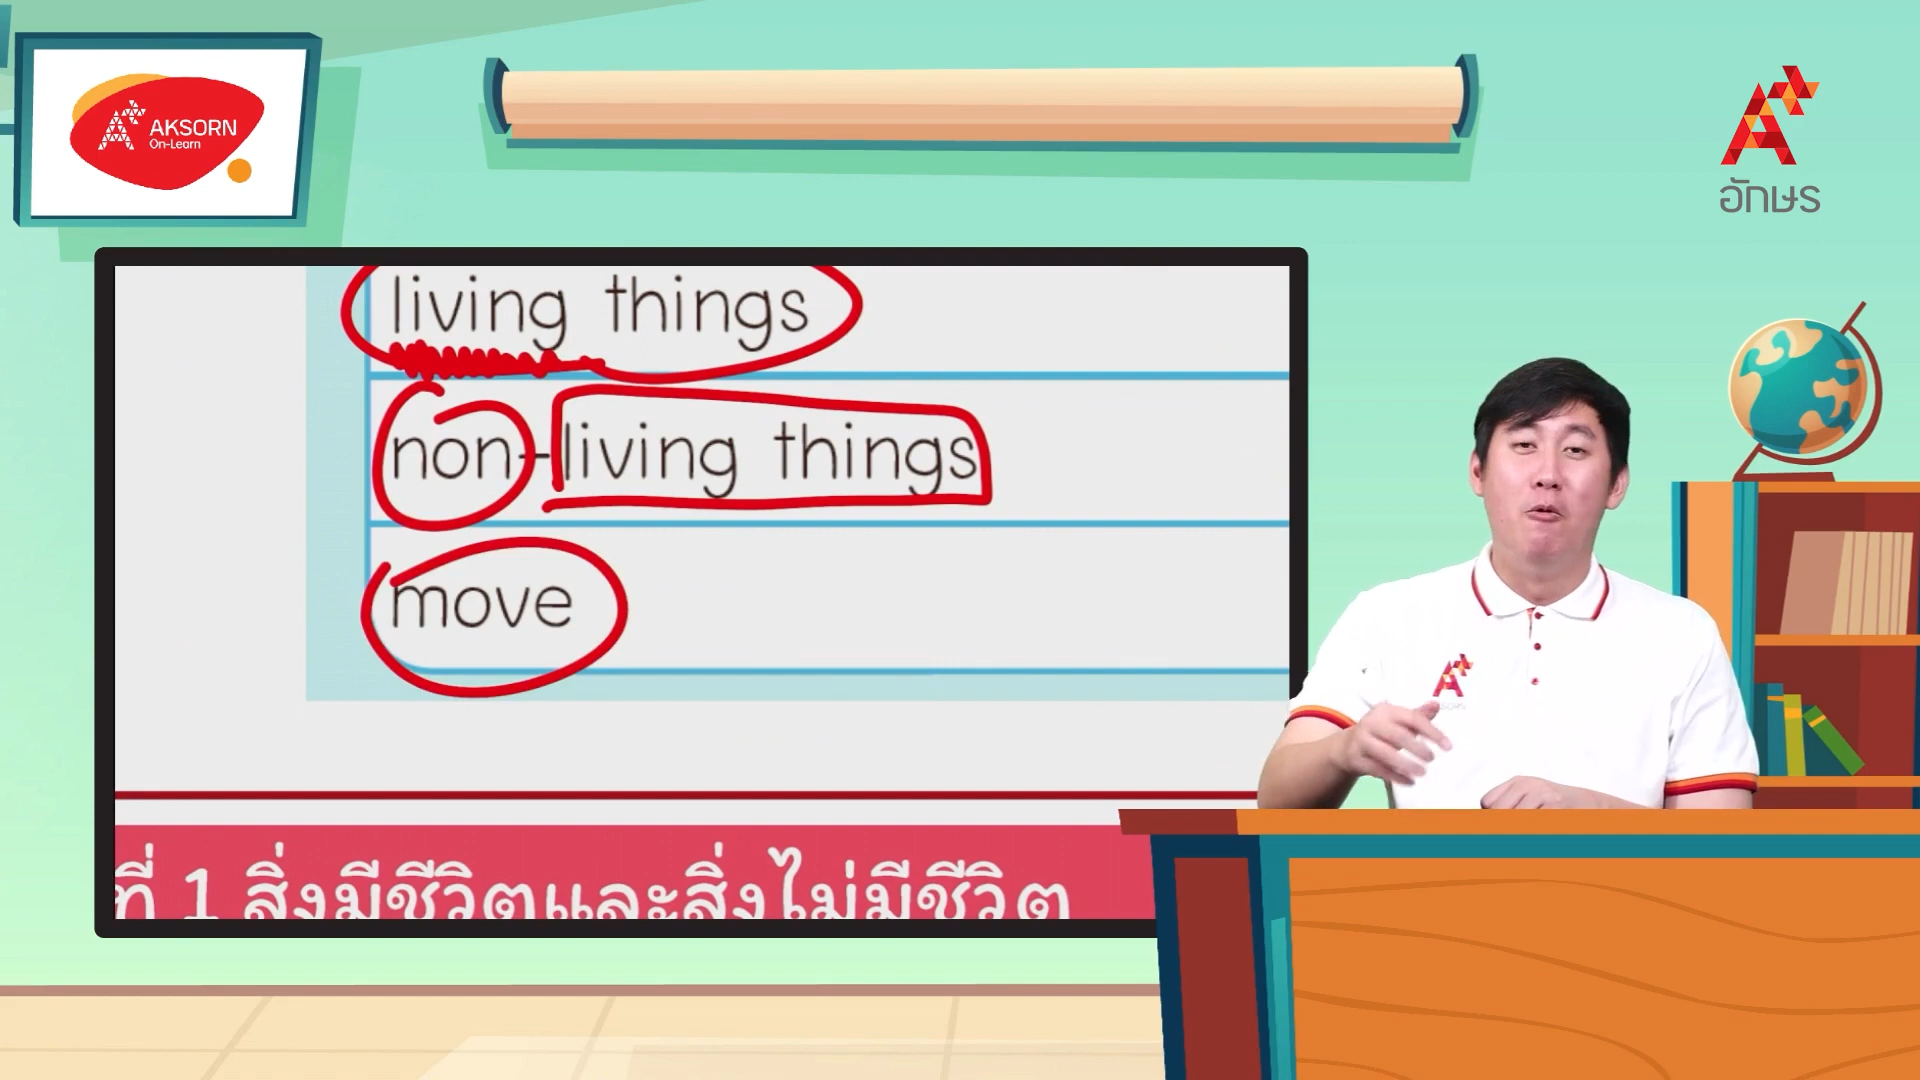 AKSORN
On-Learn
อักษร
living things
non-living things
move
ที่ 1 สิ่งมีชีวิตและสิ่งไม่มีชีวิต